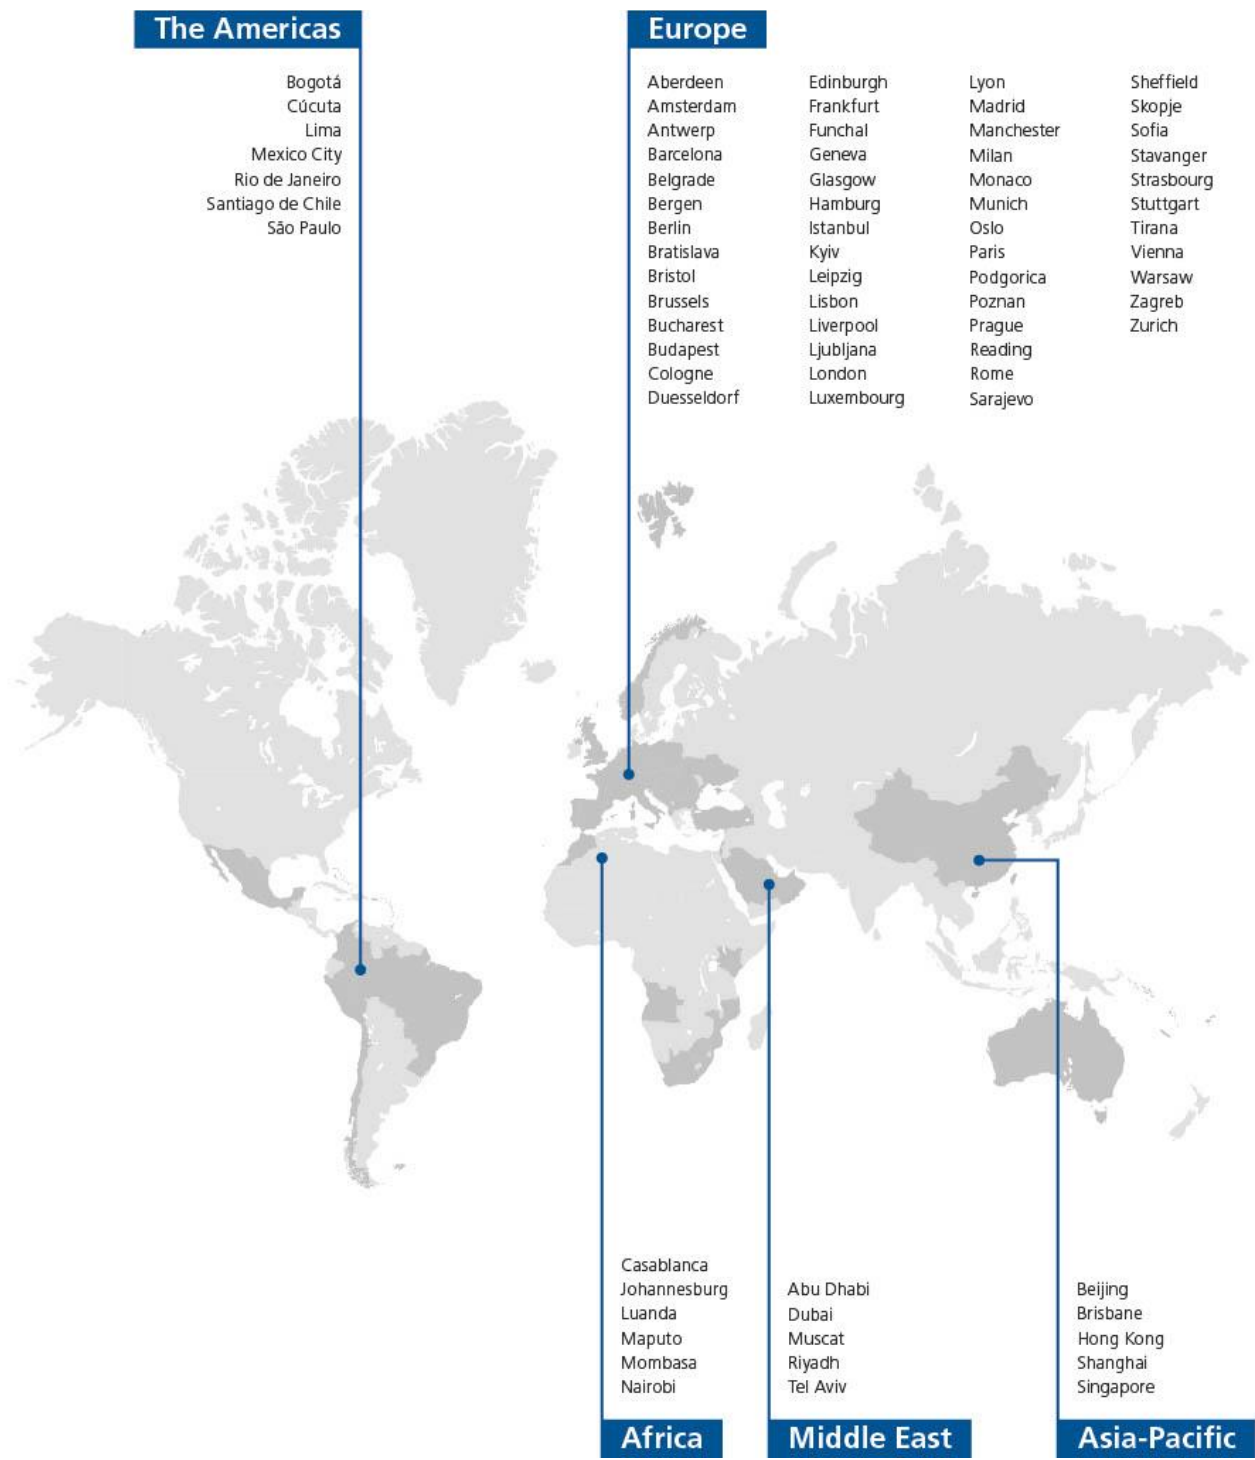 The Americas
Bogotá
Cúcuta
Lima
Mexico City
Rio de Janeiro
Santiago de Chile
São Paulo
Europe
Aberdeen
Amsterdam
Antwerp
Barcelona
Belgrade
Bergen
Berlin
Bratislava
Bristol
Brussels
Bucharest
Budapest
Cologne
Duesseldorf
Edinburgh
Frankfurt
Funchal
Geneva
Glasgow
Hamburg
Istanbul
Kyiv
Leipzig
Lisbon
Liverpool
Ljubljana
London
Luxembourg
Lyon
Madrid
Manchester
Milan
Monaco
Munich
Oslo
Paris
Podgorica
Poznan
Prague
Reading
Rome
Sarajevo
Sheffield
Skopje
Sofia
Stavanger
Strasbourg
Stuttgart
Tirana
Vienna
Warsaw
Zagreb
Zurich
Casablanca
Johannesburg
Luanda
Maputo
Mombasa
Nairobi
Africa
Abu Dhabi
Dubai
Muscat
Riyadh
Tel Aviv
Middle East
Beijing
Brisbane
Hong Kong
Shanghai
Singapore
Asia-Pacific